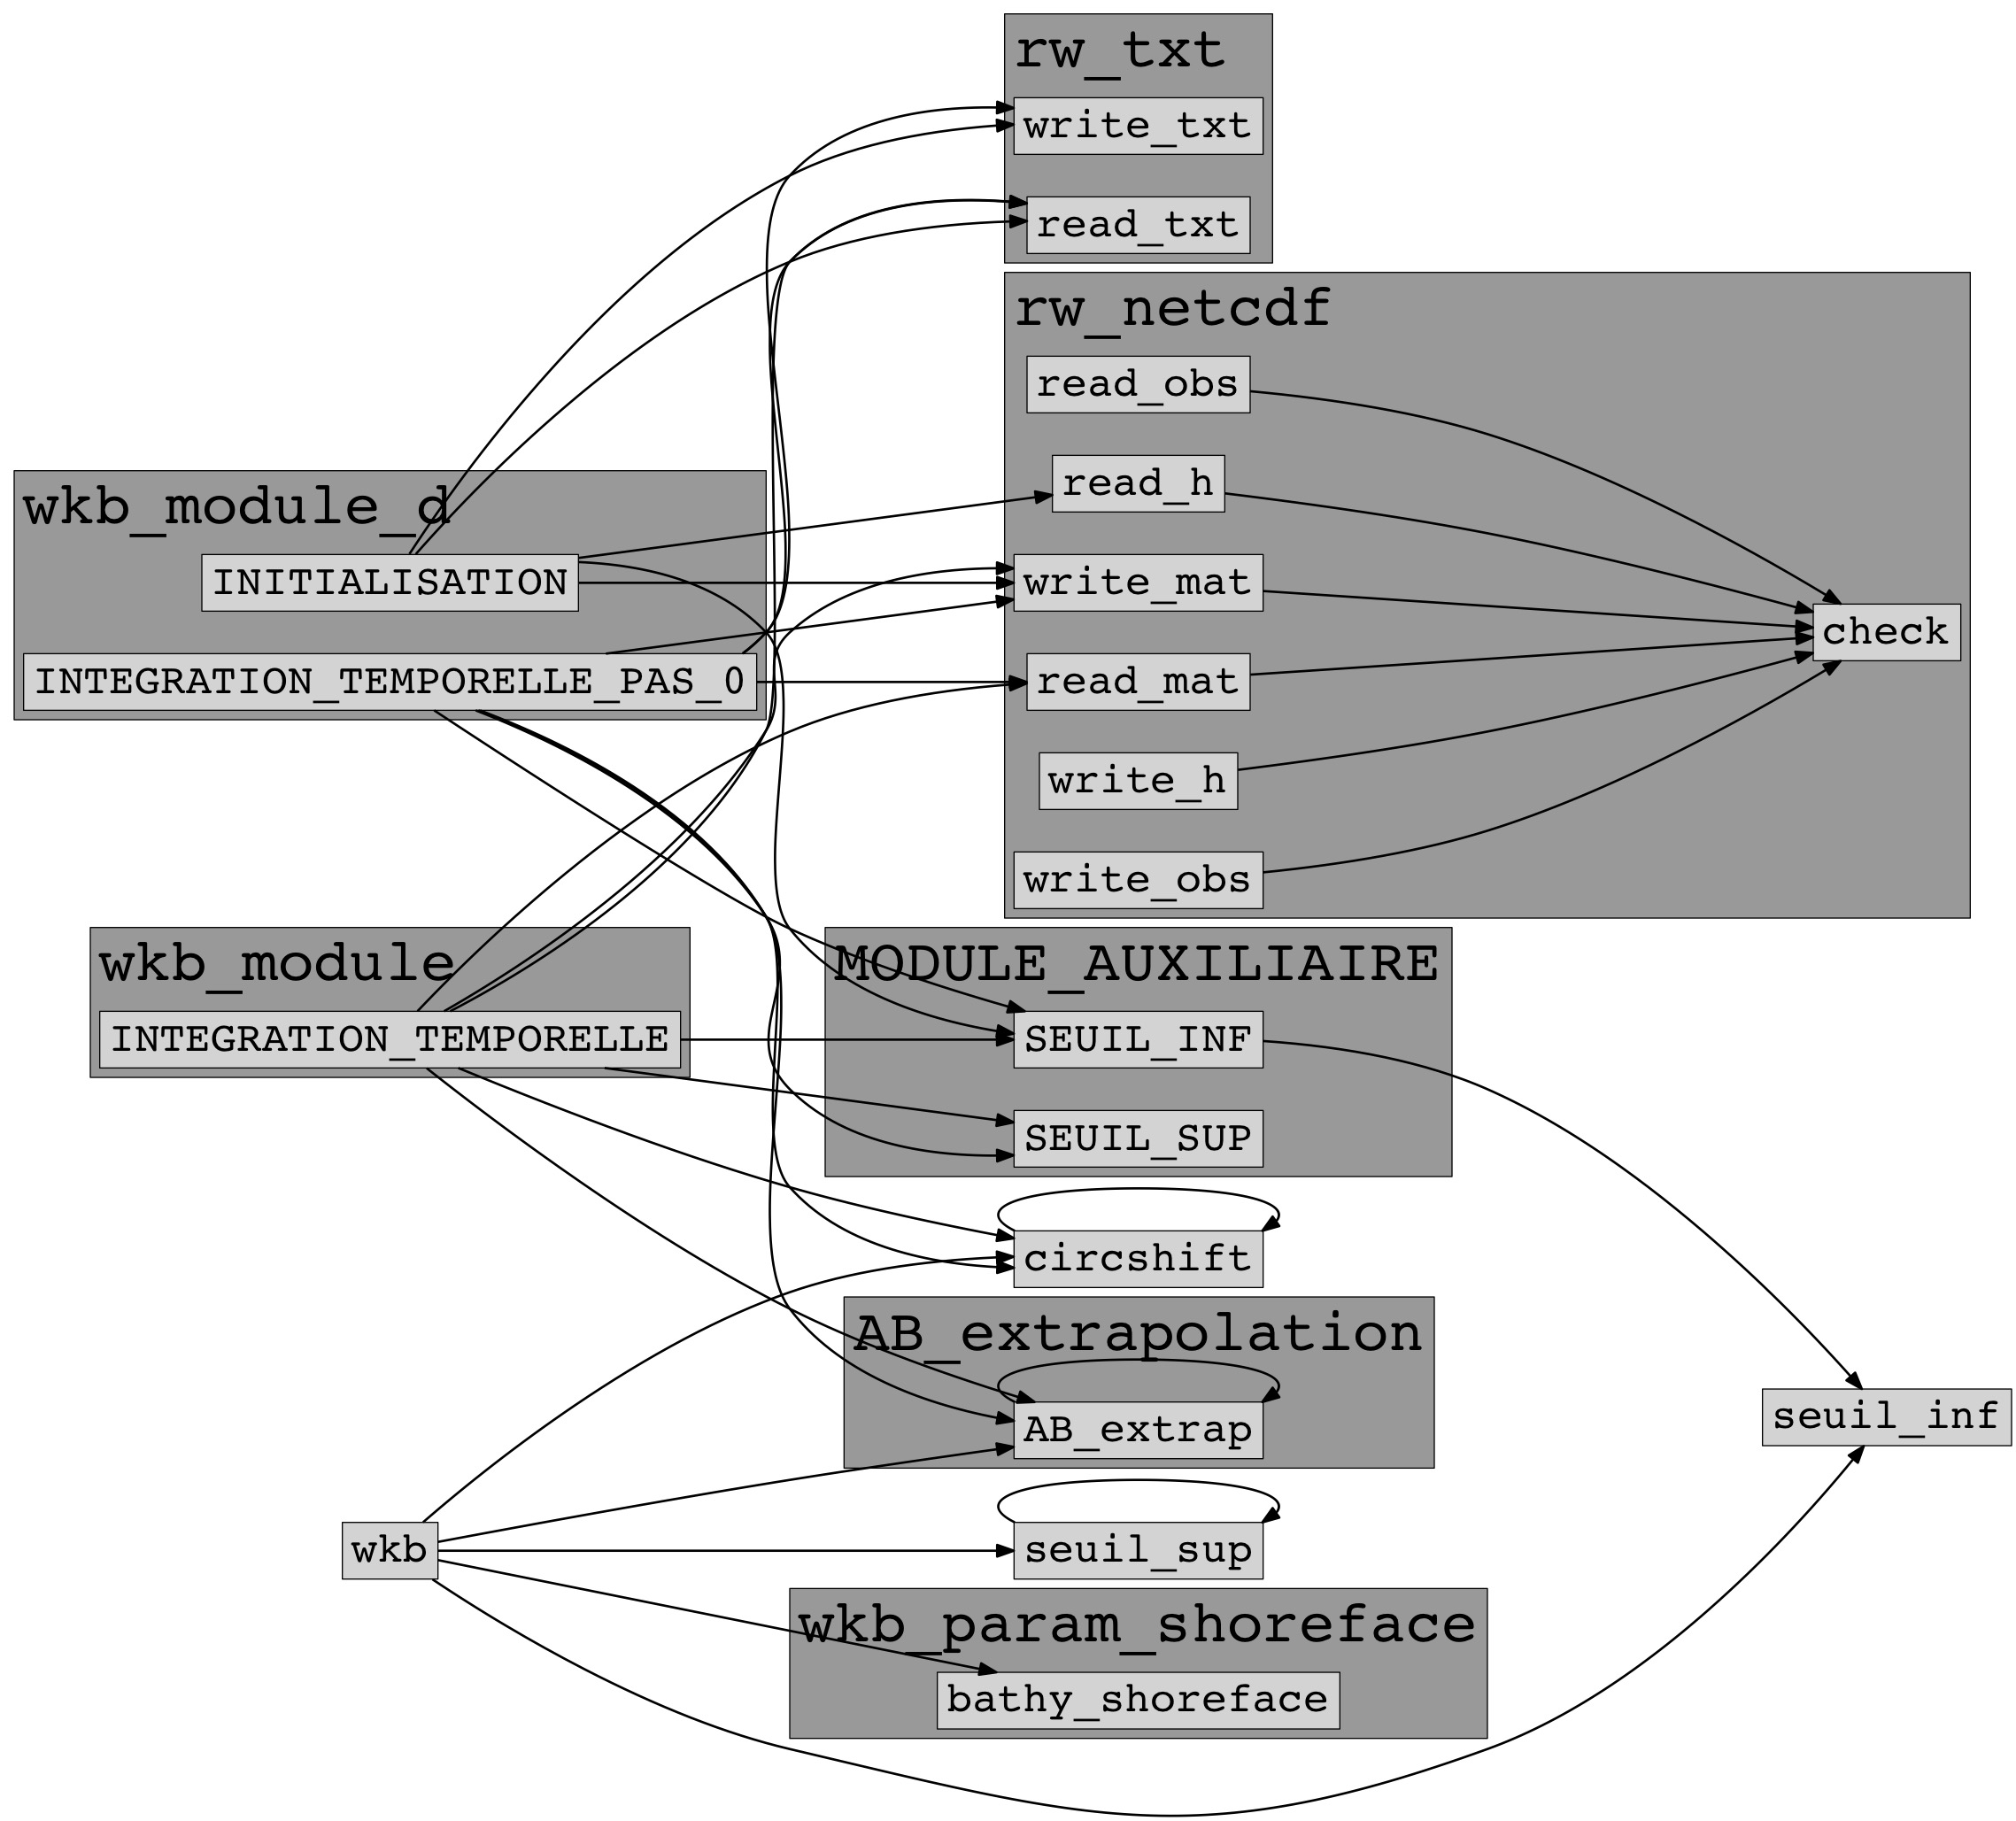 rw_txt
write_txt
read_txt
rw_netcdf
read_obs
read_h
write_mat
read_mat
write_h
write_obs
check
wkb_module_d
INITIALISATION
INTEGRATION_TEMPORELLE_PAS_0
wkb_module
INTEGRATION_TEMPORELLE
MODULE_AUXILIAIRE
SEUIL_INF
SEUIL_SUP
circshift
AB_extrapolation
AB_extrap
seuil_inf
wkb
seuil_sup
wkb_param_shoreface
bathy_shoreface